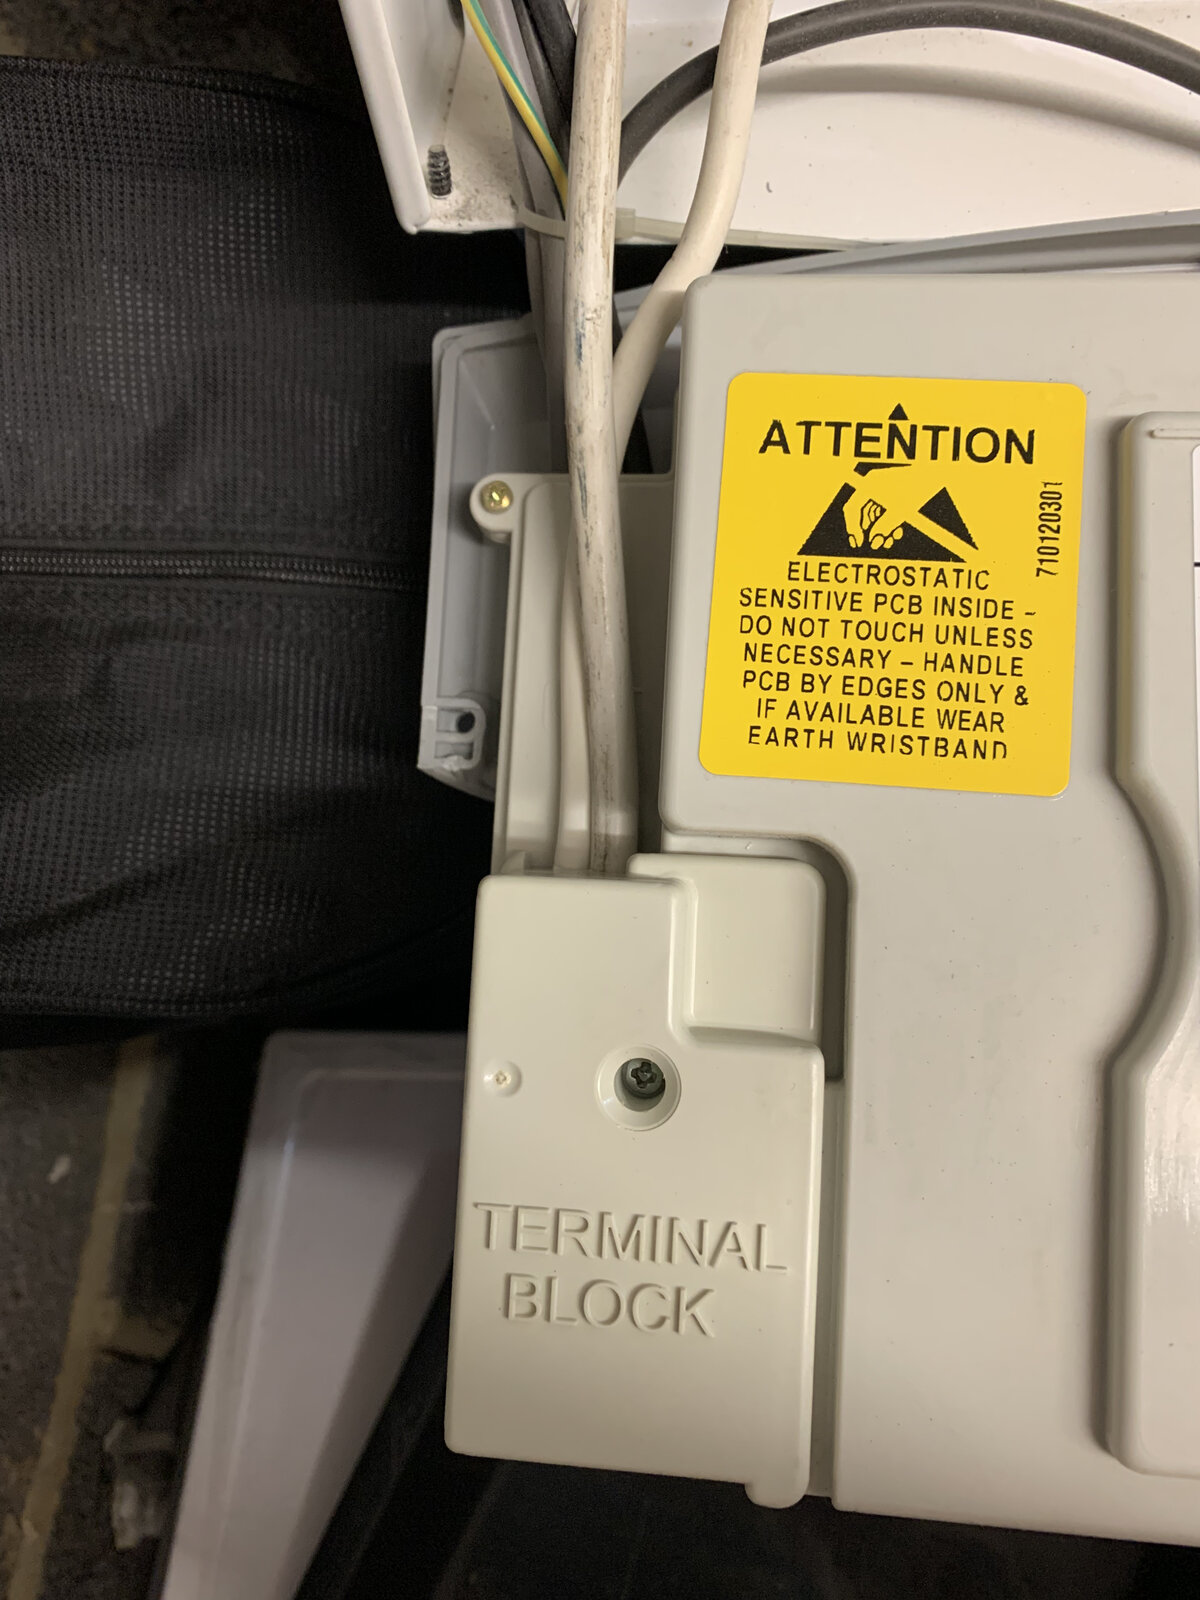 ATTENTION
710120301
ELECTROSTATIC
SENSITIVE PCB INSIDE -
DO NOT TOUCH UNLESS
NECESSARY - HANDLE
PCB BY EDGES ONLY &
IF AVAILABLE WEAR
EARTH WRISTBAND
TERMINAL
BLOCK